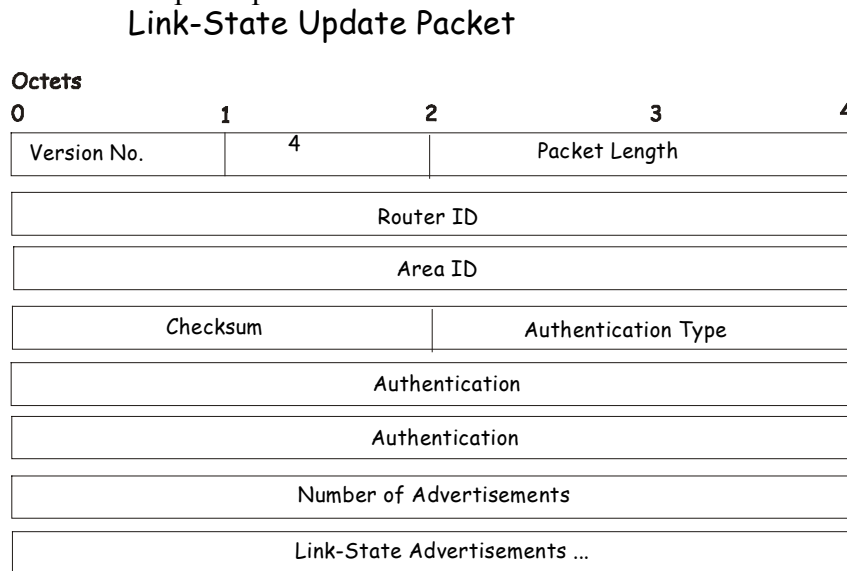 Link-State Update Packet
Octets
0 1 2 3 4
Version No. 4 Packet Length
Router ID
Area ID
Checksum Authentication Type
Authentication
Authentication
Number of Advertisements
Link-State Advertisements ...